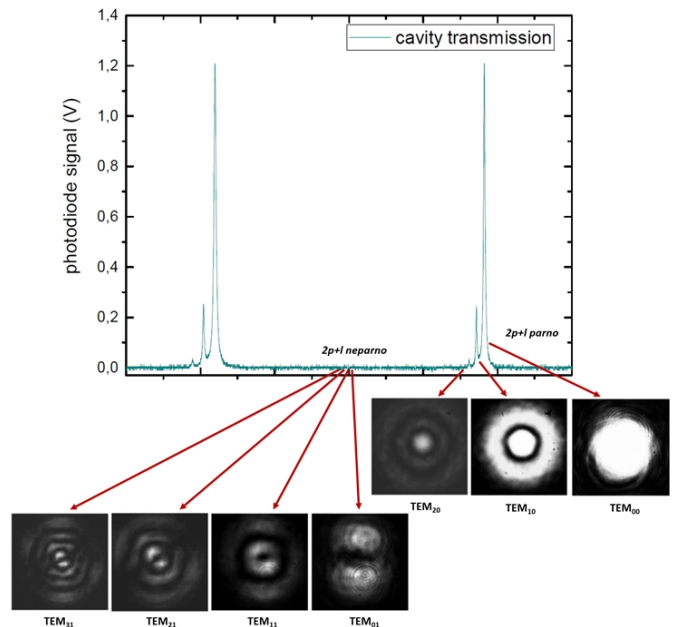 1,4
cavity transmission
1,2
1,0
0,8
0,6
0,4
0,2
0,0
photodiode signal (V)
2p+l neparno
2p+l parno
TEM₂₀
TEM₁₀
TEM₀₀
TEM₃₁
TEM₂₁
TEM₁₁
TEM₀₁